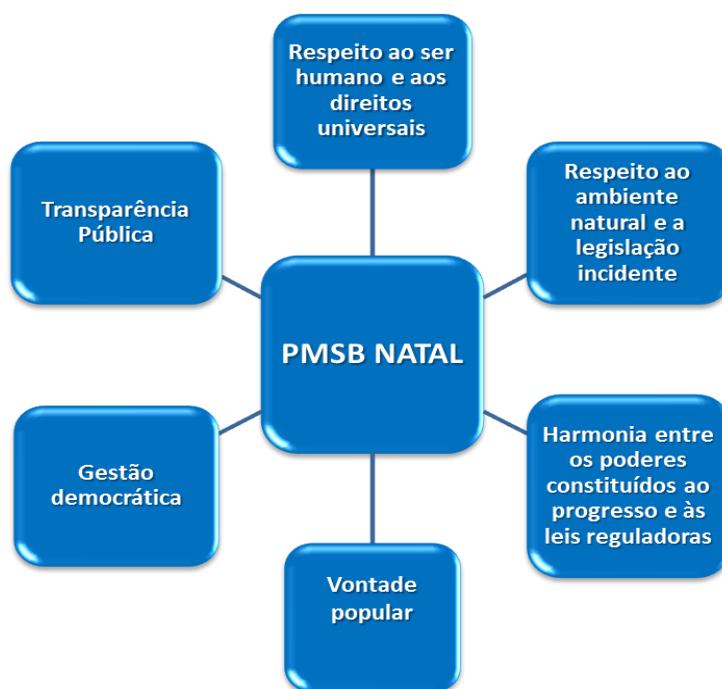 Respeito ao ser
humano e aos
direitos
universais
Transparência
Pública
Respeito ao
ambiente
natural e a
legislação
incidente
PMSB NATAL
Gestão
democrática
Harmonia entre
os poderes
constituídos ao
progresso e às
leis reguladoras
Vontade
popular